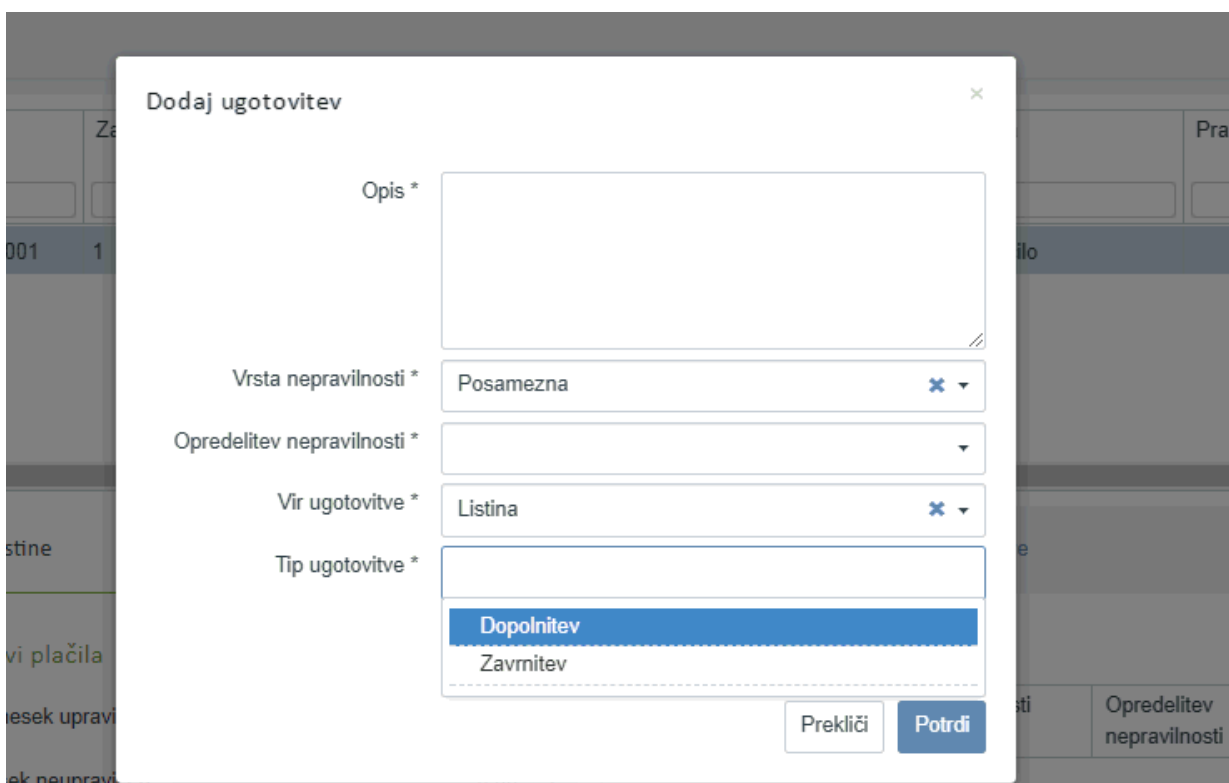 Dodaj ugotovitev ×
Pra
Opis *
001 1
ilo
Vrsta nepravilnosti * Posamezna
Opredelitev nepravilnosti *
Vir ugotovitve * Listina
stine
Tip ugotovitve *
e
Dopolnitev
Zavrnitev
vi plačila
nesek upravi
Prekliči Potrdi
sti
Opredelitev
nepravilnosti